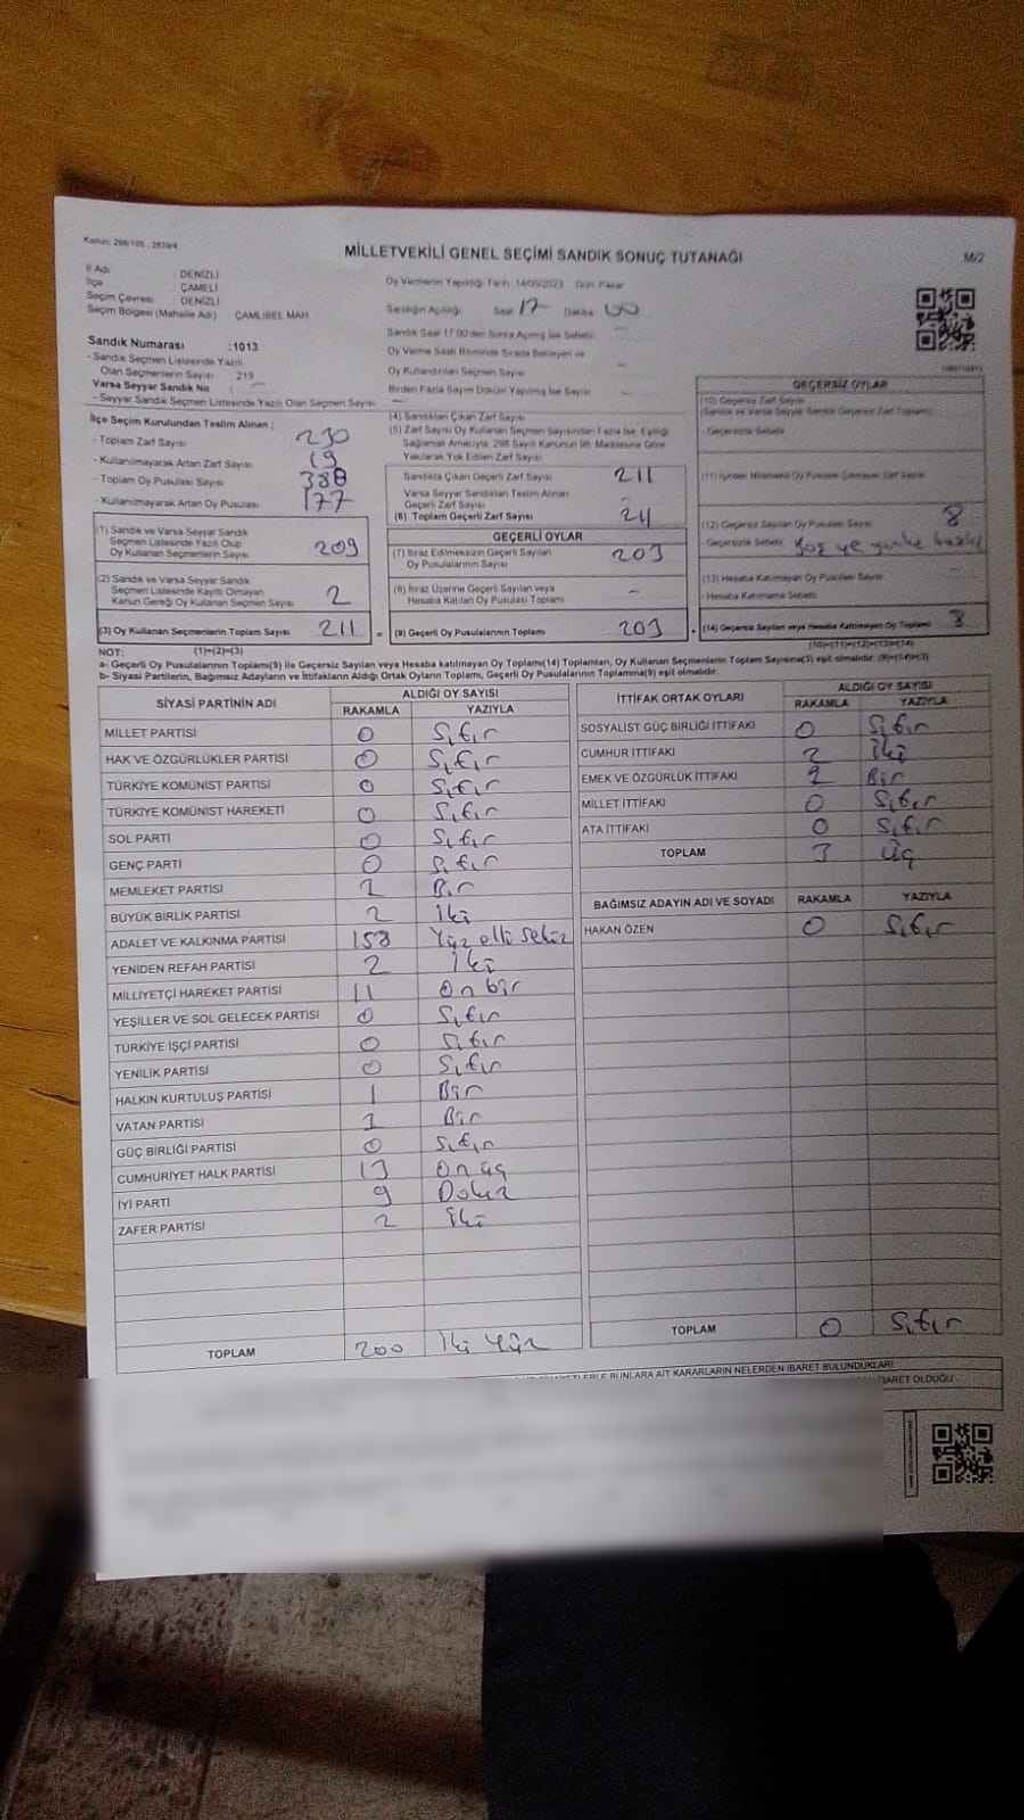 Kanun: 298/105 , 2839/4
MİLLETVEKİLİ GENEL SEÇİMİ SANDIK SONUÇ TUTANAĞI
M/2
İl Adı : DENİZLİ
İlçe : ÇAMELİ
Seçim Çevresi : DENİZLİ
Seçim Bölgesi (Mahalle Adı) ÇAMLIBEL MAH
Oy Vermenin Yapıldığı Tarih: 14/05/2023 Gün: Pazar
Sandığın Açılışı Saat 17 Dakika 00
Sandık Saat 17:00'den Sonra Açılmış İse Sebebi:
Oy Verme Saati Bitiminde Sırada Bekleyen ve
Oy Kullandırılan Seçmen Sayısı
Birden Fazla Sayım Döküm Yapılmış İse Sayısı
Sandık Numarası :1013
- Sandık Seçmen Listesinde Yazılı
Olan Seçmenlerin Sayısı 219
Varsa Seyyar Sandık No :
- Seyyar Sandık Seçmen Listesinde Yazılı Olan Seçmen Sayısı
İlçe Seçim Kurulundan Teslim Alınan ;
- Toplam Zarf Sayısı 230
- Kullanılmayarak Artan Zarf Sayısı 19
- Toplam Oy Pusulası Sayısı 388
- Kullanılmayarak Artan Oy Pusulası 177
(1) Sandık ve Varsa Seyyar Sandık
Seçmen Listesinde Yazılı Olup
Oy Kullanan Seçmenlerin Sayısı 209
(2) Sandık ve Varsa Seyyar Sandık
Seçmen Listesinde Kayıtlı Olmayan
Kanun Gereği Oy Kullanan Seçmen Sayısı 2
(3) Oy Kullanan Seçmenlerin Toplam Sayısı 211 =
(1)+(2)=(3)
(4) Sandıktan Çıkan Zarf Sayısı
(5) Zarf Sayısı Oy Kullanan Seçmen Sayısından Fazla İse, Eşitliği
Sağlamak Amacıyla, 298 Sayılı Kanunun 98. Maddesine Göre
Yakılarak Yok Edilen Zarf Sayısı
Sandıkta Çıkan Geçerli Zarf Sayısı 211
Varsa Seyyar Sandıktan Teslim Alınan
Geçerli Zarf Sayısı
(6) Toplam Geçerli Zarf Sayısı
GEÇERLİ OYLAR
(7) İtiraz Edilmeksizin Geçerli Sayılan
Oy Pusulalarının Sayısı 203
(8) İtiraz Üzerine Geçerli Sayılan veya
Hesaba Katılan Oy Pusulası Toplamı -
(9) Geçerli Oy Pusulalarının Toplamı 203 +
GEÇERSİZ OYLAR
(10) Geçersiz Zarf Sayısı
(Sandık ve Varsa Seyyar Sandık Geçersiz Zarf Toplamı)
- Geçersizlik Sebebi
(12) Geçersiz Sayılan Oy Pusulası Sayısı 8
- Geçersizlik Sebebi
(13) Hesaba Katılmayan Oy Pusulası Sayısı
- Hesaba Katılmama Sebebi
(14) Geçersiz Sayılan veya Hesaba Katılmayan Oy Toplamı 8
(10)+(11)+(12)+(13)=(14)
NOT:
a- Geçerli Oy Pusulalarının Toplamı(9) ile Geçersiz Sayılan veya Hesaba katılmayan Oy Toplamı(14) Toplamları, Oy Kullanan Seçmenlerin Toplam Sayısına(3) eşit olmalıdır. (9)+(14)=(3)
b- Siyasi Partilerin, Bağımsız Adayların ve İttifakların Aldığı Ortak Oyların Toplamı, Geçerli Oy Pusulalarının Toplamına(9) eşit olmalıdır.
SİYASİ PARTİNİN ADI ALDIĞI OY SAYISI
RAKAMLA YAZIYLA
MİLLET PARTİSİ 0 Sıfır
HAK VE ÖZGÜRLÜKLER PARTİSİ 0 Sıfır
TÜRKİYE KOMÜNİST PARTİSİ 0 Sıfır
TÜRKİYE KOMÜNİST HAREKETİ 0 Sıfır
SOL PARTİ 0 Sıfır
GENÇ PARTİ 0 Sıfır
MEMLEKET PARTİSİ 1 Bir
BÜYÜK BİRLİK PARTİSİ 2 İki
ADALET VE KALKINMA PARTİSİ 158 Yüz elli sekiz
YENİDEN REFAH PARTİSİ 2 İki
MİLLİYETÇİ HAREKET PARTİSİ 11 On bir
YEŞİLLER VE SOL GELECEK PARTİSİ 0 Sıfır
TÜRKİYE İŞÇİ PARTİSİ 0 Sıfır
YENİLİK PARTİSİ 0 Sıfır
HALKIN KURTULUŞ PARTİSİ 1 Bir
VATAN PARTİSİ 1 Bir
GÜÇ BİRLİĞİ PARTİSİ 0 Sıfır
CUMHURİYET HALK PARTİSİ 13 On üç
İYİ PARTİ 9 Dokuz
ZAFER PARTİSİ 2 İki
TOPLAM 200 İki Yüz
İTTİFAK ORTAK OYLARI ALDIĞI OY SAYISI
RAKAMLA YAZIYLA
SOSYALİST GÜÇ BİRLİĞİ İTTİFAKI 0 Sıfır
CUMHUR İTTİFAKI 2 İki
EMEK VE ÖZGÜRLÜK İTTİFAKI 1 Bir
MİLLET İTTİFAKI 0 Sıfır
ATA İTTİFAKI 0 Sıfır
TOPLAM 3 Üç
BAĞIMSIZ ADAYIN ADI VE SOYADI RAKAMLA YAZIYLA
HAKAN ÖZEN 0 Sıfır
TOPLAM 0 Sıfır
BUNLARA AİT KARARLARIN NELERDEN İBARET BULUNDUKLARI
İBARET OLDUĞU